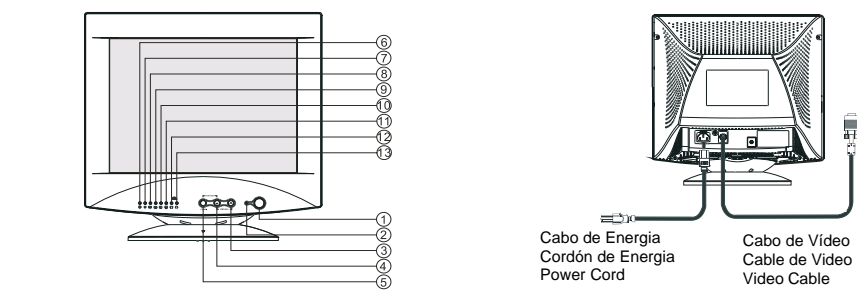 ⑥
⑦
⑧
⑨
⑩
⑪
⑫
⑬
①
②
③
④
⑤
Cabo de Energia
Cordón de Energia
Power Cord
Cabo de Vídeo
Cable de Video
Video Cable